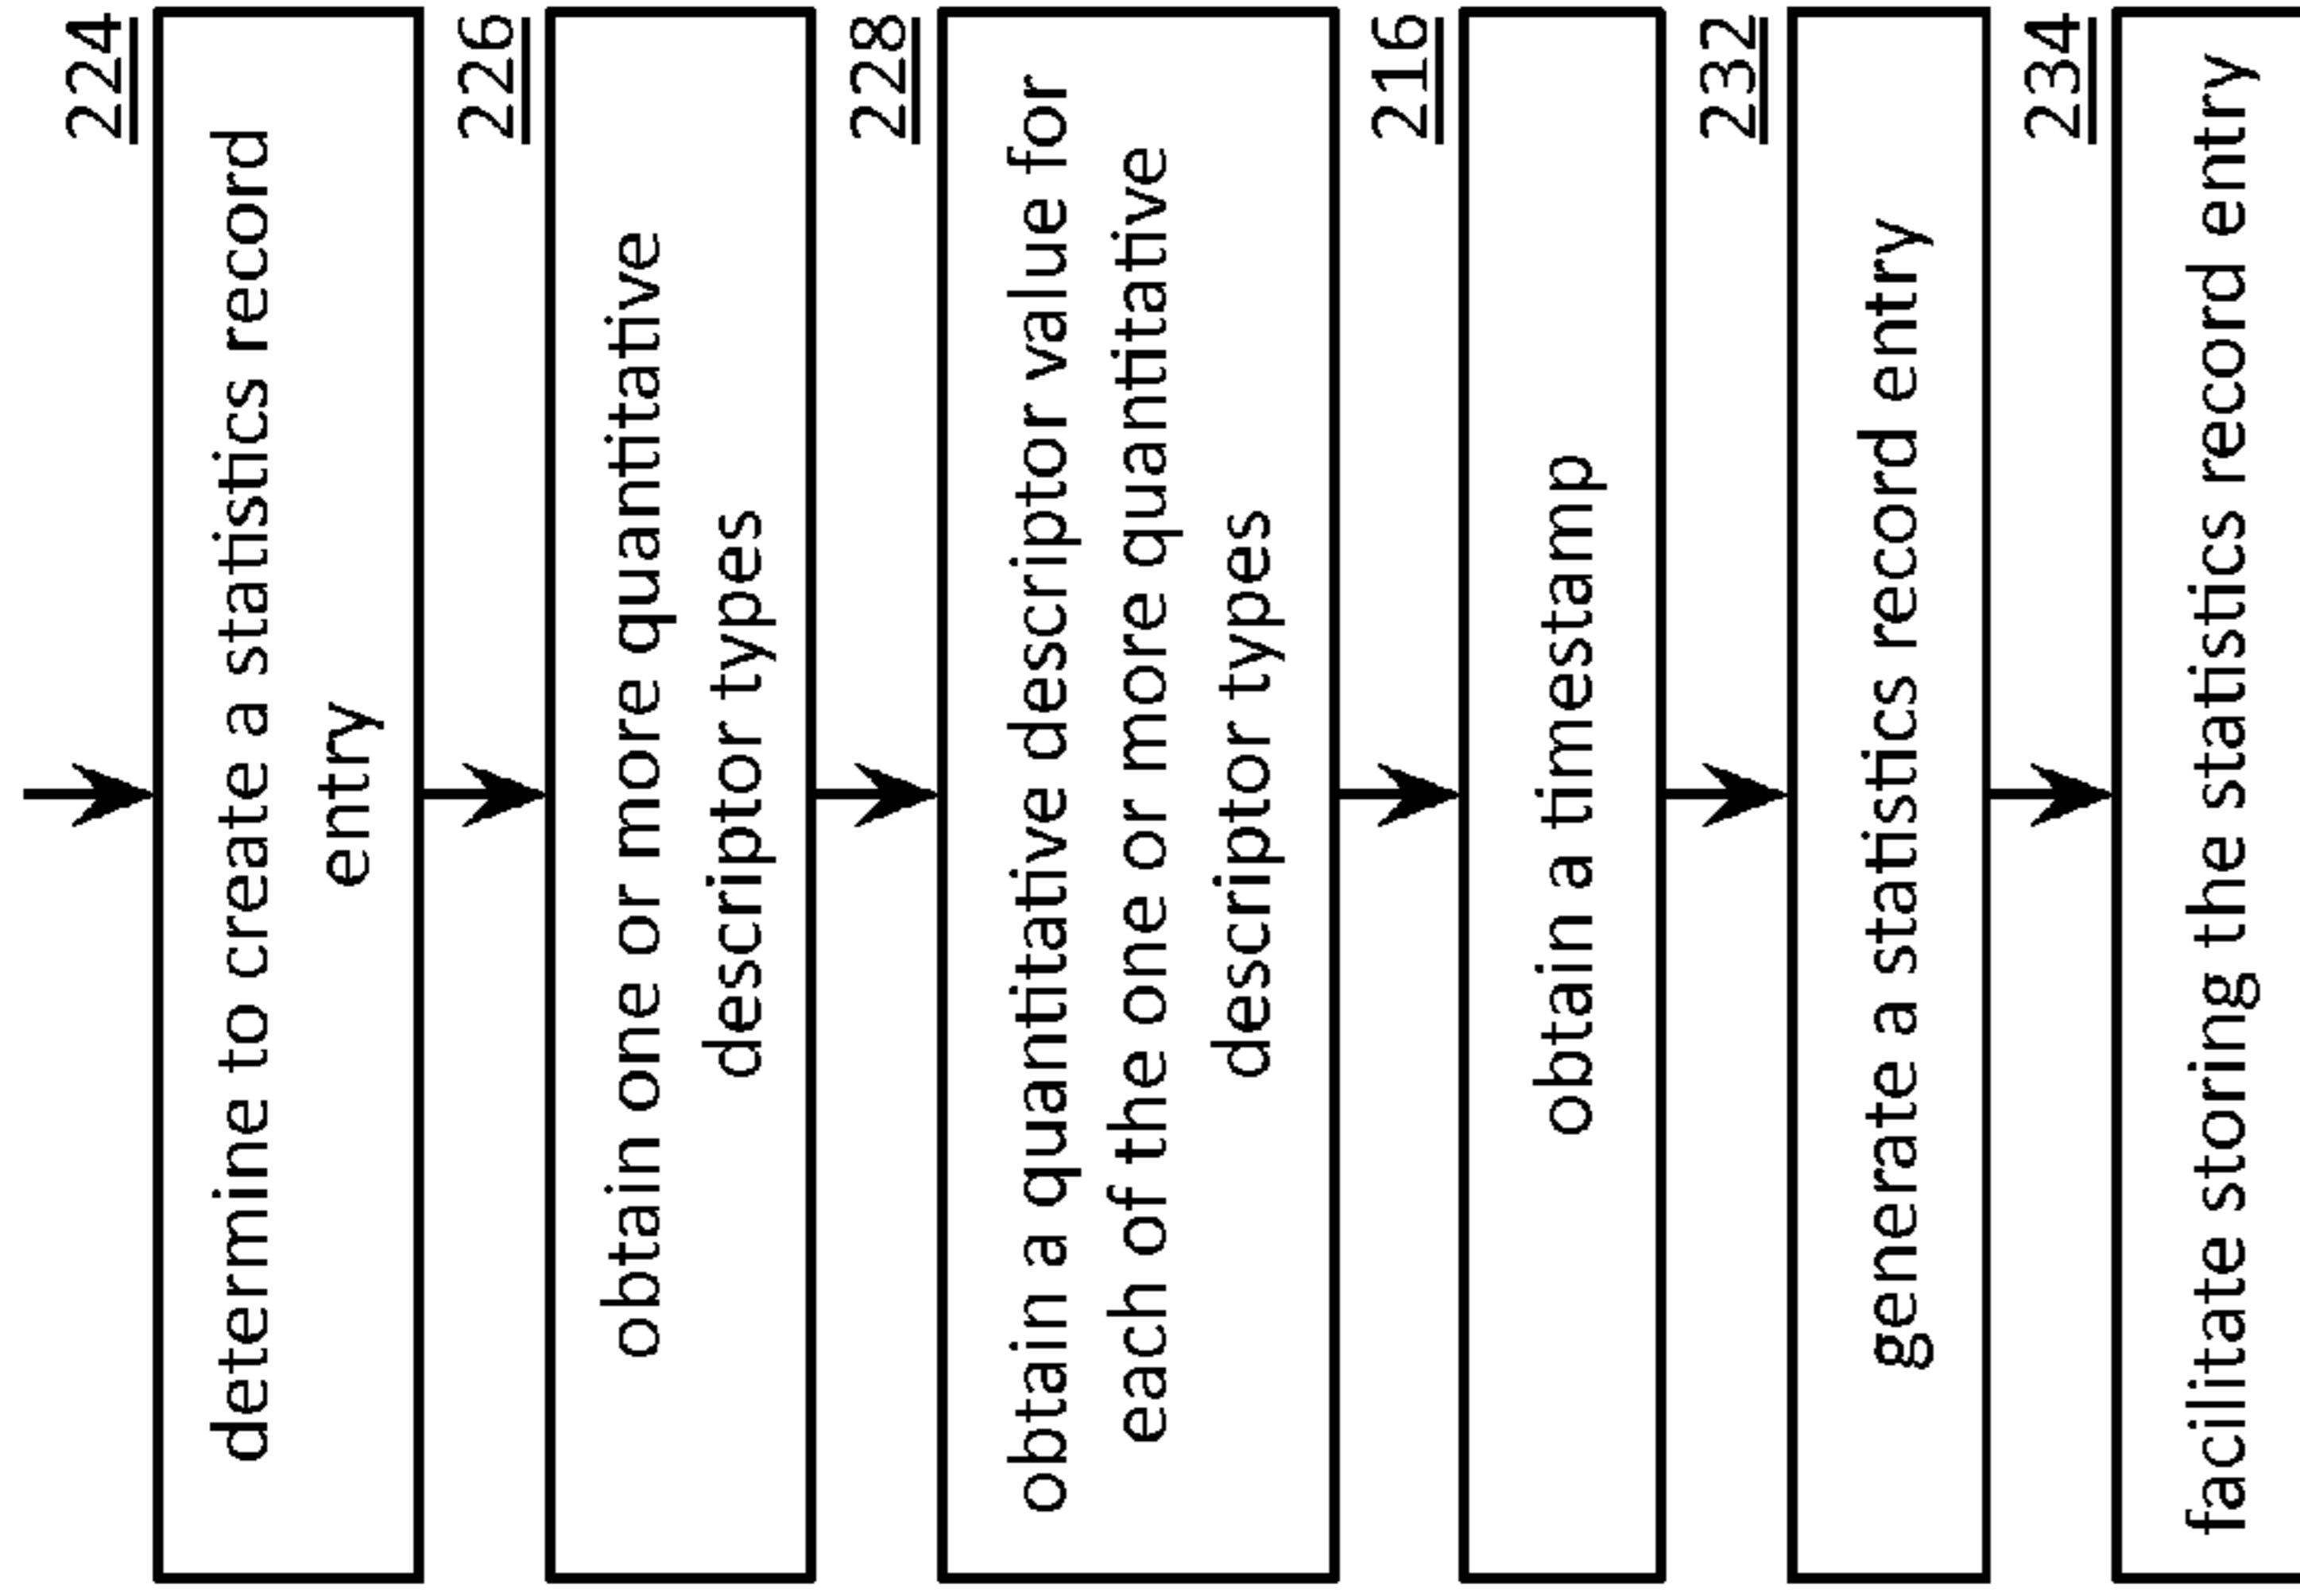 224
determine to create a statistics record
entry
226
obtain one or more quantitative
descriptor types
228
obtain a quantitative descriptor value for
each of the one or more quantitative
descriptor types
216
obtain a timestamp
232
generate a statistics record entry
234
facilitate storing the statistics record entry